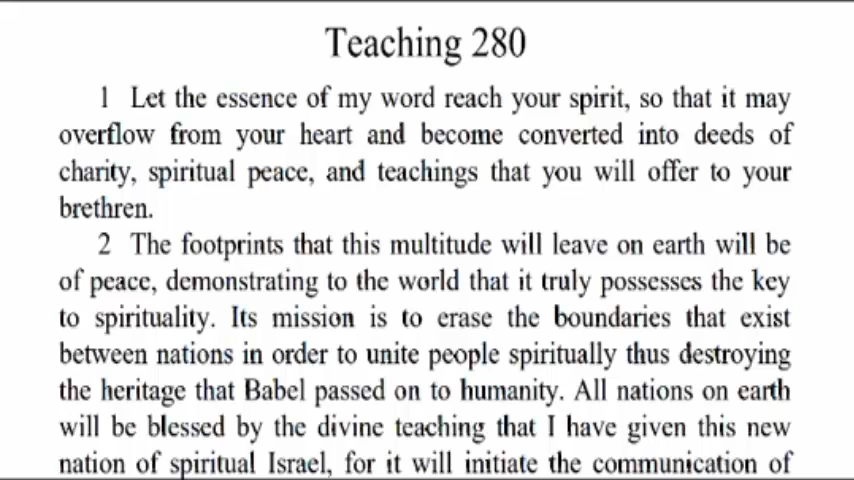 Teaching 280
1 Let the essence of my word reach your spirit, so that it may
overflow from your heart and become converted into deeds of
charity, spiritual peace, and teachings that you will offer to your
brethren.
2 The footprints that this multitude will leave on earth will be
of peace, demonstrating to the world that it truly possesses the key
to spirituality. Its mission is to erase the boundaries that exist
between nations in order to unite people spiritually thus destroying
the heritage that Babel passed on to humanity. All nations on earth
will be blessed by the divine teaching that I have given this new
nation of spiritual Israel, for it will initiate the communication of